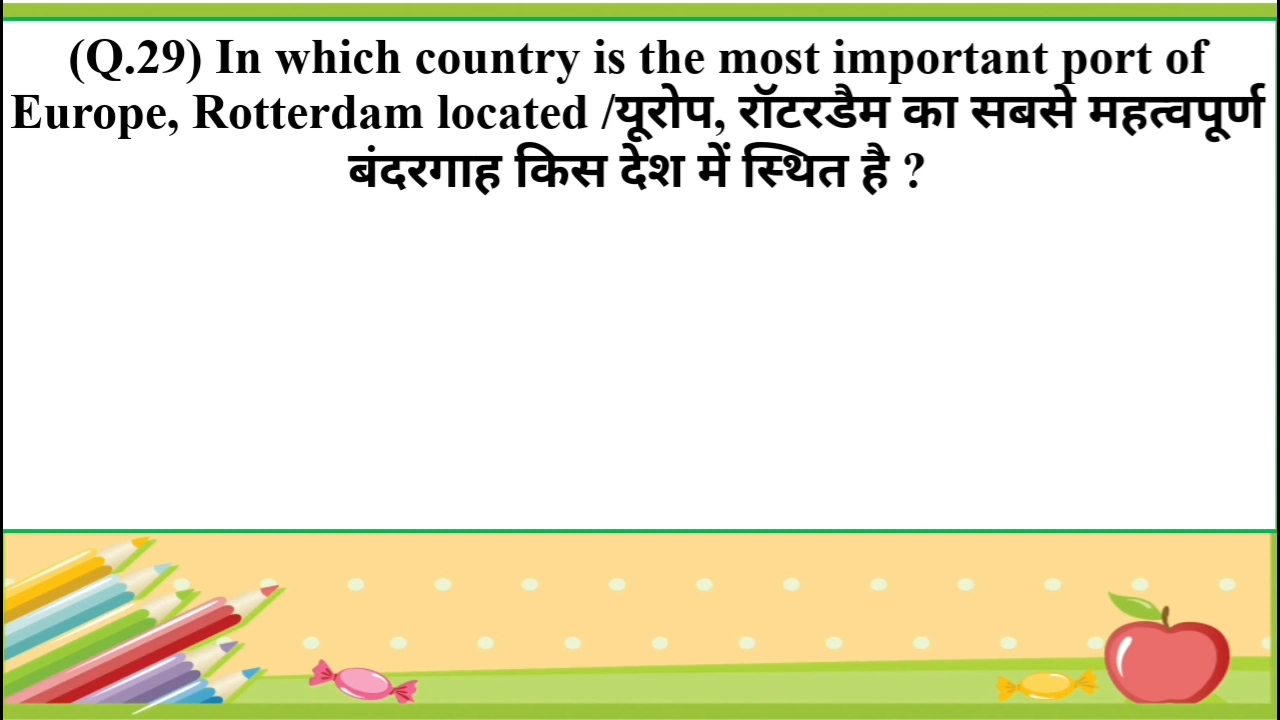 (Q.29) In which country is the most important port of
Europe, Rotterdam located /यूरोप, रॉटरडैम का सबसे महत्वपूर्ण
बंदरगाह किस देश में स्थित है ?